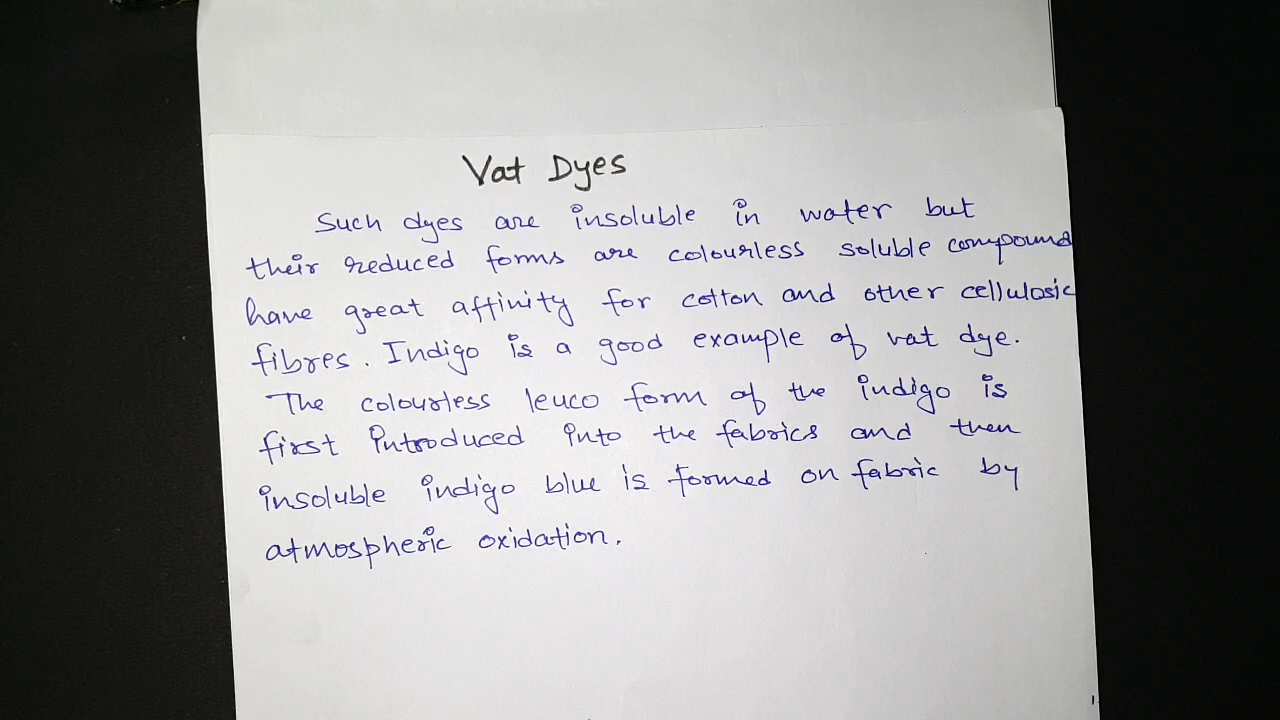 Vat Dyes
Such dyes are insoluble in water but
their reduced forms are colourless soluble compound
have great affinity for cotton and other cellulosic
fibres. Indigo is a good example of vat dye.
The colourless leuco form of the indigo is
first introduced into the fabrics and then
insoluble indigo blue is formed on fabric by
atmospheric oxidation.